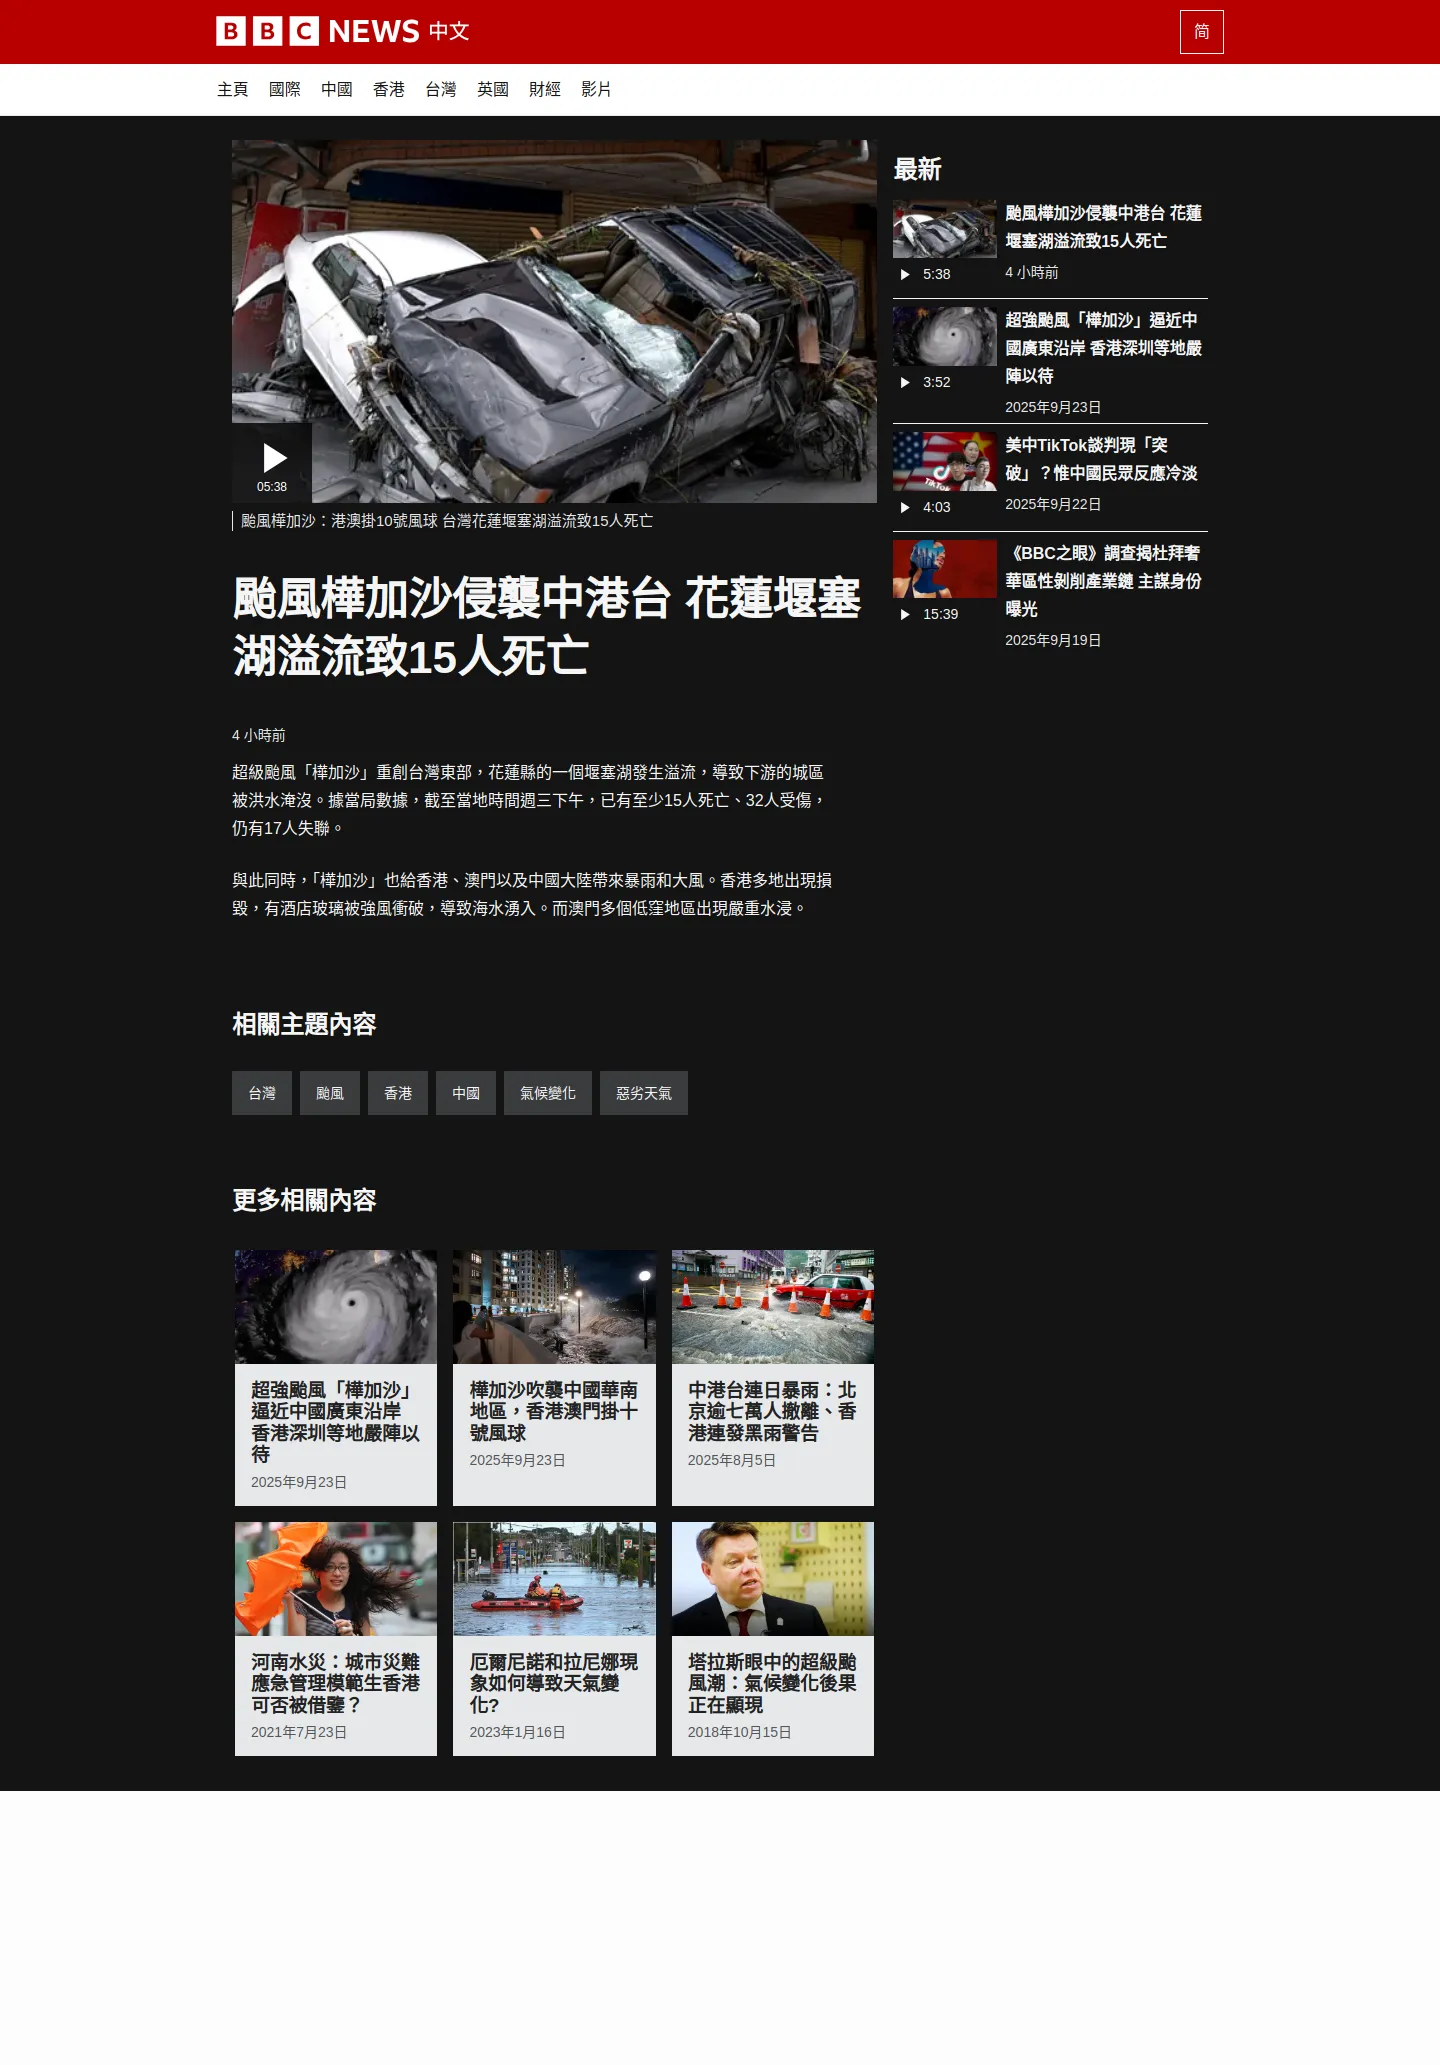 BBC NEWS 中文
简
主頁 國際 中國 香港 台灣 英國 財經 影片
05:38
颱風樺加沙：港澳掛10號風球 台灣花蓮堰塞湖溢流致15人死亡
颱風樺加沙侵襲中港台 花蓮堰塞
湖溢流致15人死亡
4 小時前
超級颱風「樺加沙」重創台灣東部，花蓮縣的一個堰塞湖發生溢流，導致下游的城區
被洪水淹沒。據當局數據，截至當地時間週三下午，已有至少15人死亡、32人受傷，
仍有17人失聯。
與此同時，「樺加沙」也給香港、澳門以及中國大陸帶來暴雨和大風。香港多地出現損
毀，有酒店玻璃被強風衝破，導致海水湧入。而澳門多個低窪地區出現嚴重水浸。
最新
颱風樺加沙侵襲中港台 花蓮
堰塞湖溢流致15人死亡
5:38
4 小時前
超強颱風「樺加沙」逼近中
國廣東沿岸 香港深圳等地嚴
陣以待
3:52
2025年9月23日
美中TikTok談判現「突
破」？惟中國民眾反應冷淡
TikTok
4:03
2025年9月22日
《BBC之眼》調查揭杜拜奢
華區性剝削產業鏈 主謀身份
曝光
15:39
2025年9月19日
相關主題內容
台灣 颱風 香港 中國 氣候變化 惡劣天氣
更多相關內容
超強颱風「樺加沙」
逼近中國廣東沿岸
香港深圳等地嚴陣以
待
2025年9月23日
樺加沙吹襲中國華南
地區，香港澳門掛十
號風球
2025年9月23日
中港台連日暴雨：北
京逾七萬人撤離、香
港連發黑雨警告
2025年8月5日
河南水災：城市災難
應急管理模範生香港
可否被借鑒？
2021年7月23日
厄爾尼諾和拉尼娜現
象如何導致天氣變
化?
2023年1月16日
塔拉斯眼中的超級颱
風潮：氣候變化後果
正在顯現
2018年10月15日